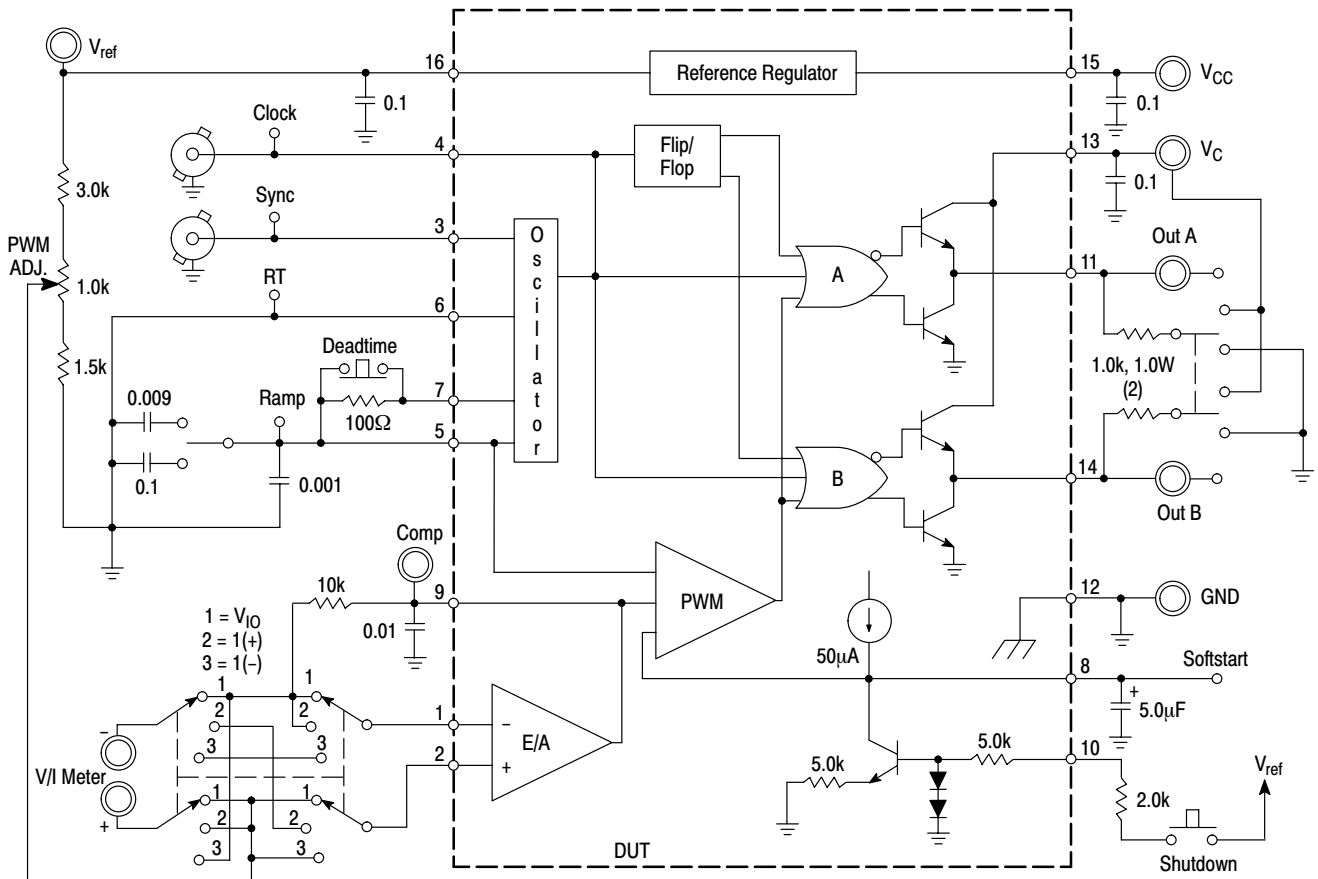 Vref
16
Reference Regulator
15
VCC
0.1
0.1
Clock
4
Flip/
Flop
13
VC
0.1
3.0k
Sync
3
Oscillator
PWM
ADJ.
1.0k
RT
6
A
Out A
11
1.5k
Deadtime
7
100Ω
1.0k, 1.0W
(2)
0.009
Ramp
5
0.1
0.001
B
14
Out B
Comp
10k
9
PWM
12
GND
0.01
1 = VIO
2 = 1(+)
3 = 1(−)
50µA
8
Softstart
+
5.0µF
1
1
1
−
2
2
−
3
3
E/A
2
+
5.0k
5.0k
10
Vref
V/I Meter
2.0k
+
1
1
2
2
3
3
DUT
Shutdown